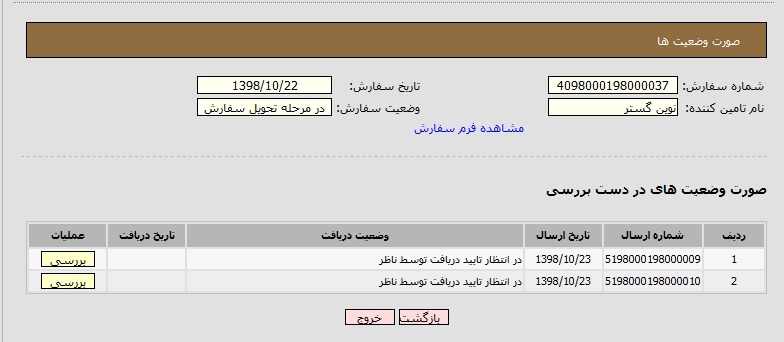 صورت وضعیت ها
شماره سفارش: 4098000198000037 تاریخ سفارش: 1398/10/22
نام تامین کننده: نوین گستر وضعیت سفارش: در مرحله تحویل سفارش
مشاهده فرم سفارش
صورت وضعیت های در دست بررسی
ردیف شماره ارسال تاریخ ارسال وضعیت دریافت تاریخ دریافت عملیات
1 5198000198000009 1398/10/23 در انتظار تایید دریافت توسط ناظر بررسی
2 5198000198000010 1398/10/23 در انتظار تایید دریافت توسط ناظر بررسی
بازگشت خروج